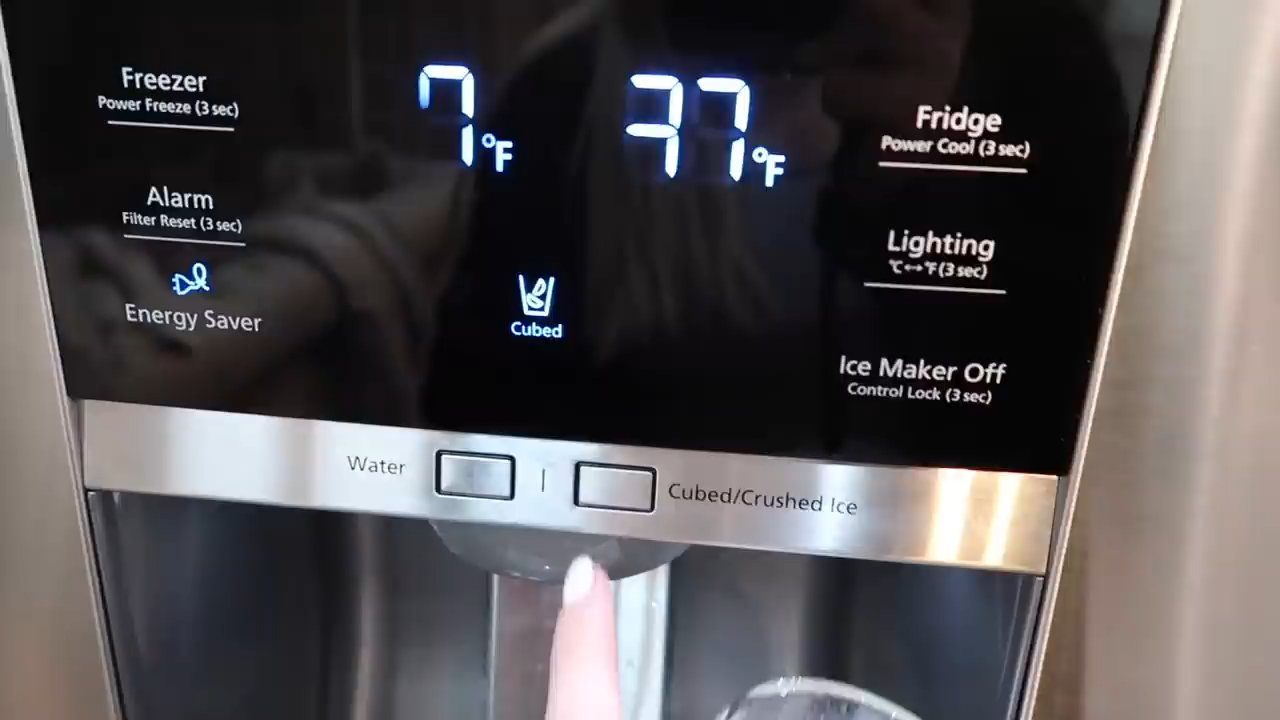 Freezer
Power Freeze (3 sec)
7°F
37°F
Fridge
Power Cool (3 sec)
Alarm
Filter Reset (3 sec)
Energy Saver
Cubed
Lighting
℃↔℉(3 sec)
Ice Maker Off
Control Lock (3 sec)
Water
Cubed/Crushed Ice